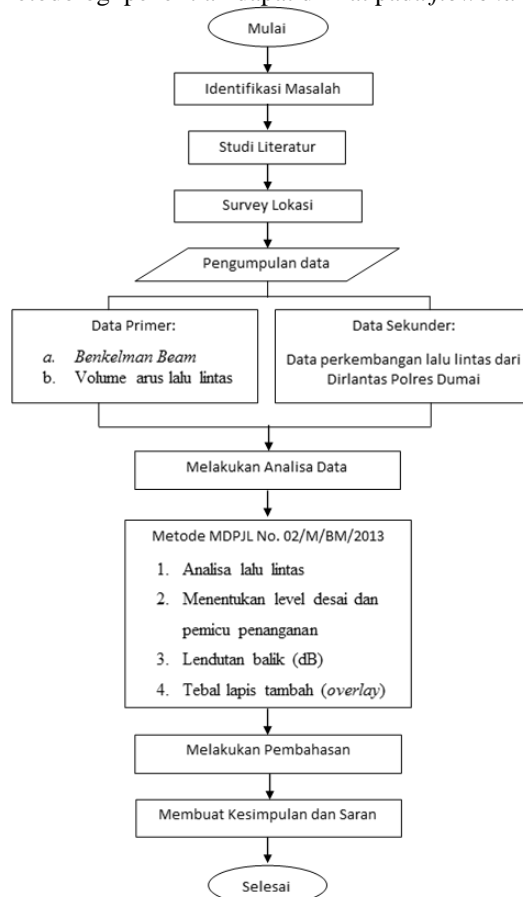 Mulai
Identifikasi Masalah
Studi Literatur
Survey Lokasi
Pengumpulan data
Data Primer:
a. Benkelman Beam
b. Volume arus lalu lintas
Data Sekunder:
Data perkembangan lalu lintas dari
Dirlantas Polres Dumai
Melakukan Analisa Data
Metode MDPJL No. 02/M/BM/2013
1. Analisa lalu lintas
2. Menentukan level desai dan
pemicu penanganan
3. Lendutan balik (dB)
4. Tebal lapis tambah (overlay)
Melakukan Pembahasan
Membuat Kesimpulan dan Saran
Selesai